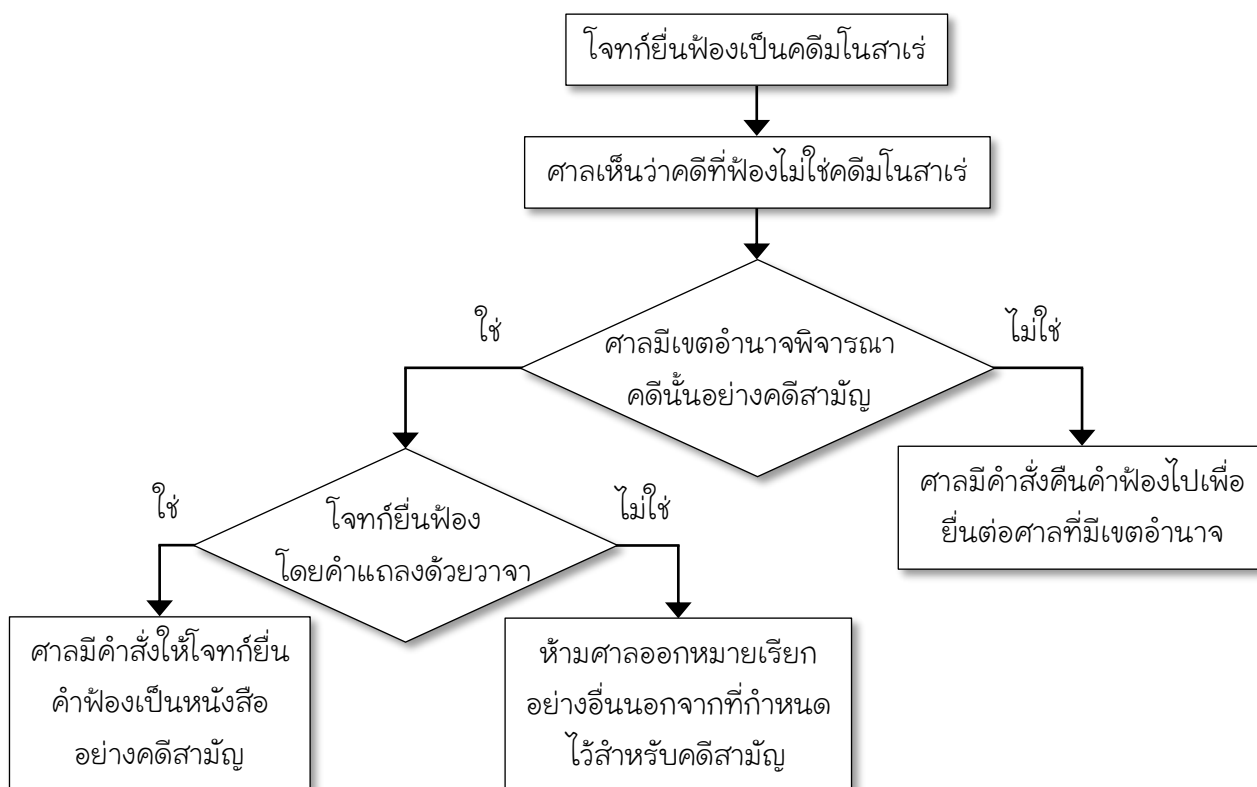 โจทก์ยื่นฟ้องเป็นคดีมโนสาเร่
ศาลเห็นว่าคดีที่ฟ้องไม่ใช่คดีมโนสาเร่
ใช่
ไม่ใช่
ศาลมีเขตอำนาจพิจารณา
คดีนั้นอย่างคดีสามัญ
ศาลมีคำสั่งคืนคำฟ้องไปเพื่อ
ยื่นต่อศาลที่มีเขตอำนาจ
ใช่
ไม่ใช่
โจทก์ยื่นฟ้อง
โดยคำแถลงด้วยวาจา
ศาลมีคำสั่งให้โจทก์ยื่น
คำฟ้องเป็นหนังสือ
อย่างคดีสามัญ
ห้ามศาลออกหมายเรียก
อย่างอื่นนอกจากที่กำหนด
ไว้สำหรับคดีสามัญ